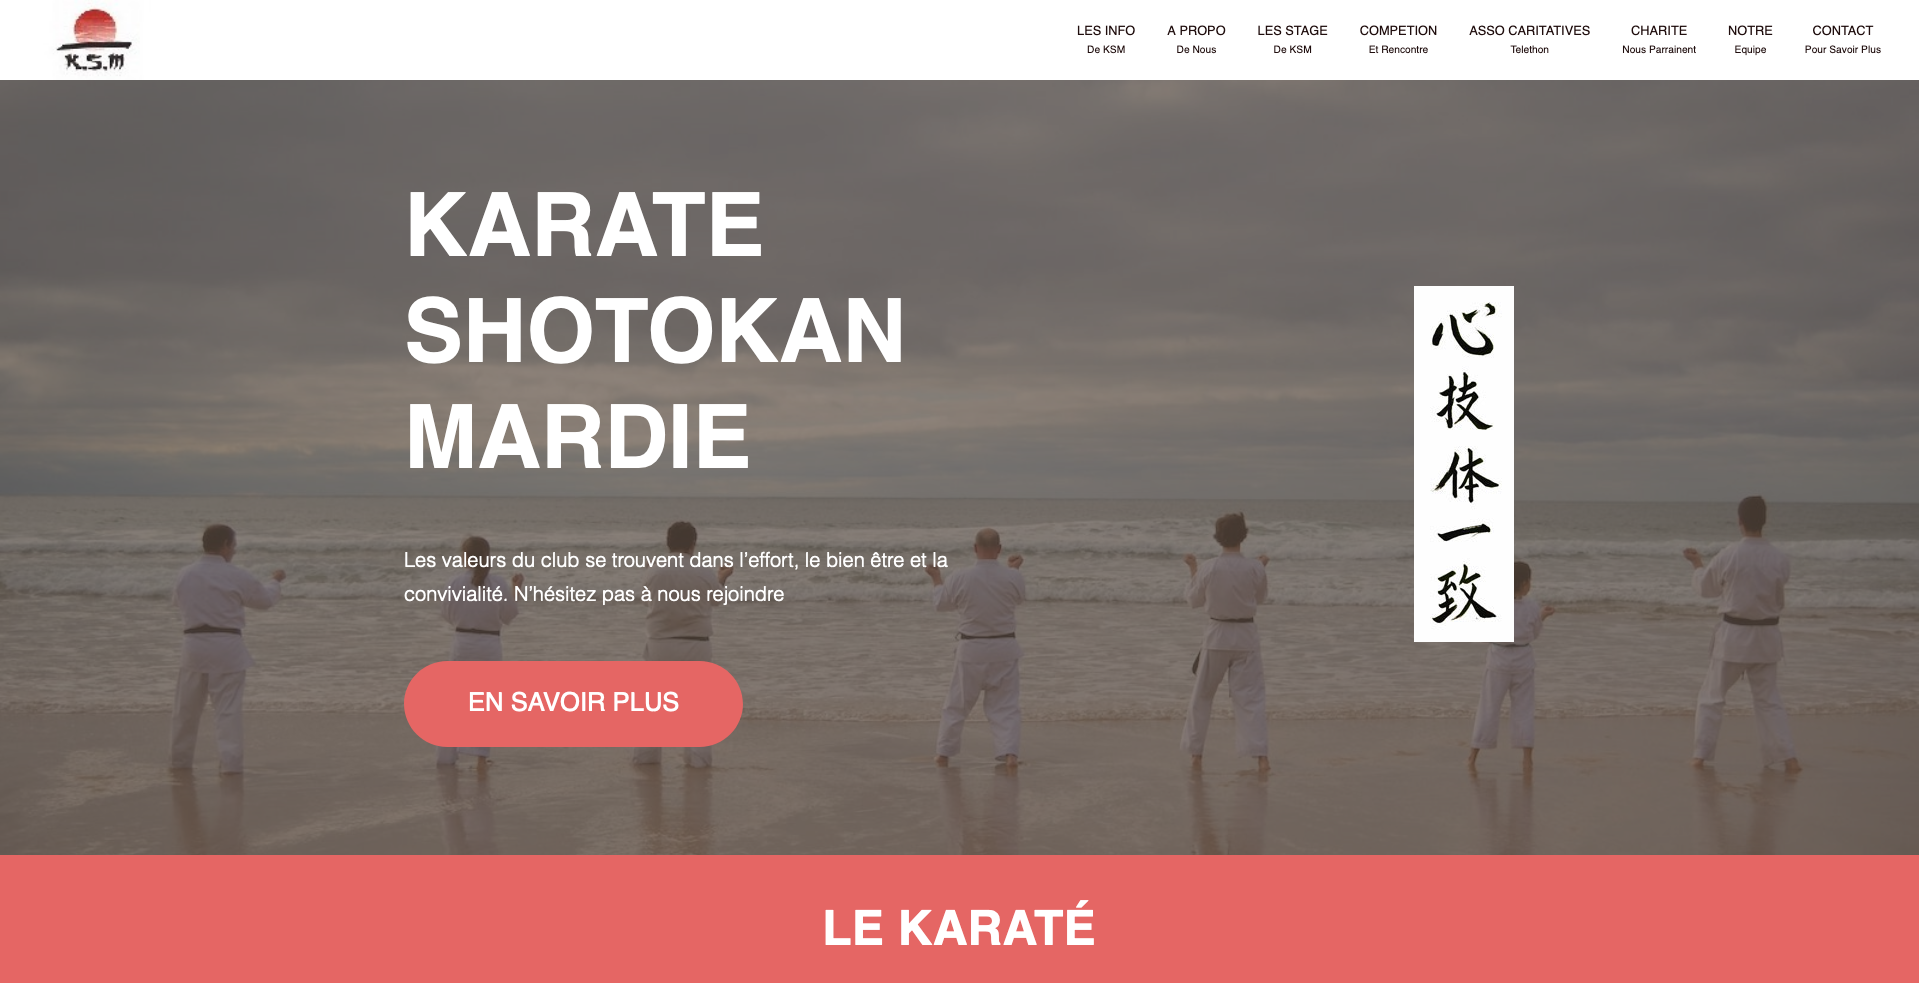 K.S.M
LES INFO
De KSM
A PROPO
De Nous
LES STAGE
De KSM
COMPETION
Et Rencontre
ASSO CARITATIVES
Telethon
CHARITE
Nous Parrainent
NOTRE
Equipe
CONTACT
Pour Savoir Plus
KARATE
SHOTOKAN
MARDIE
Les valeurs du club se trouvent dans l’effort, le bien être et la
convivialité. N’hésitez pas à nous rejoindre
EN SAVOIR PLUS
心技体一致
LE KARATÉ